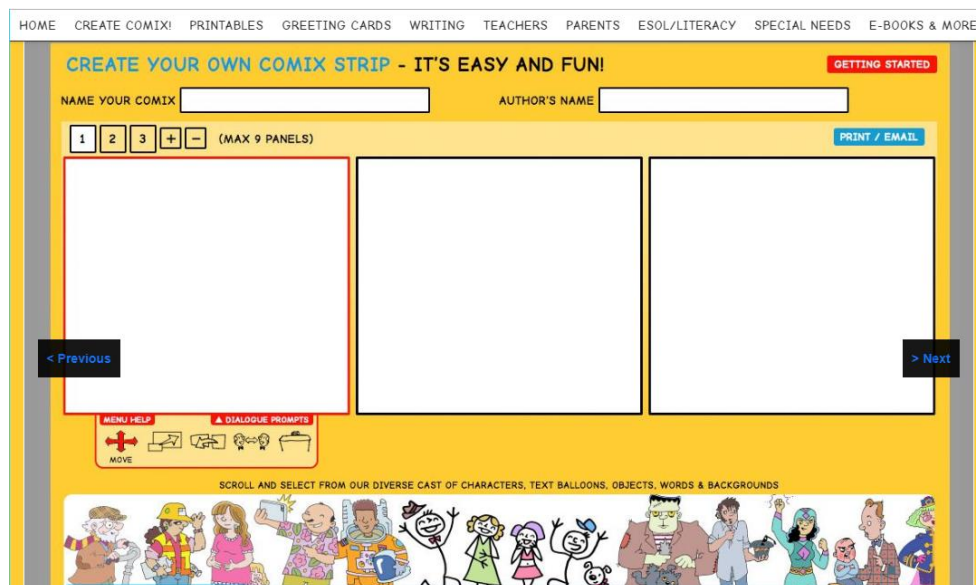 HOME CREATE COMIX! PRINTABLES GREETING CARDS WRITING TEACHERS PARENTS ESOL/LITERACY SPECIAL NEEDS E-BOOKS & MORE
CREATE YOUR OWN COMIX STRIP - IT'S EASY AND FUN!
GETTING STARTED
NAME YOUR COMIX
AUTHOR'S NAME
1 2 3 + - (MAX 9 PANELS)
PRINT / EMAIL
< Previous
> Next
MENU HELP
▲ DIALOGUE PROMPTS
MOVE
SCROLL AND SELECT FROM OUR DIVERSE CAST OF CHARACTERS, TEXT BALLOONS, OBJECTS, WORDS & BACKGROUNDS